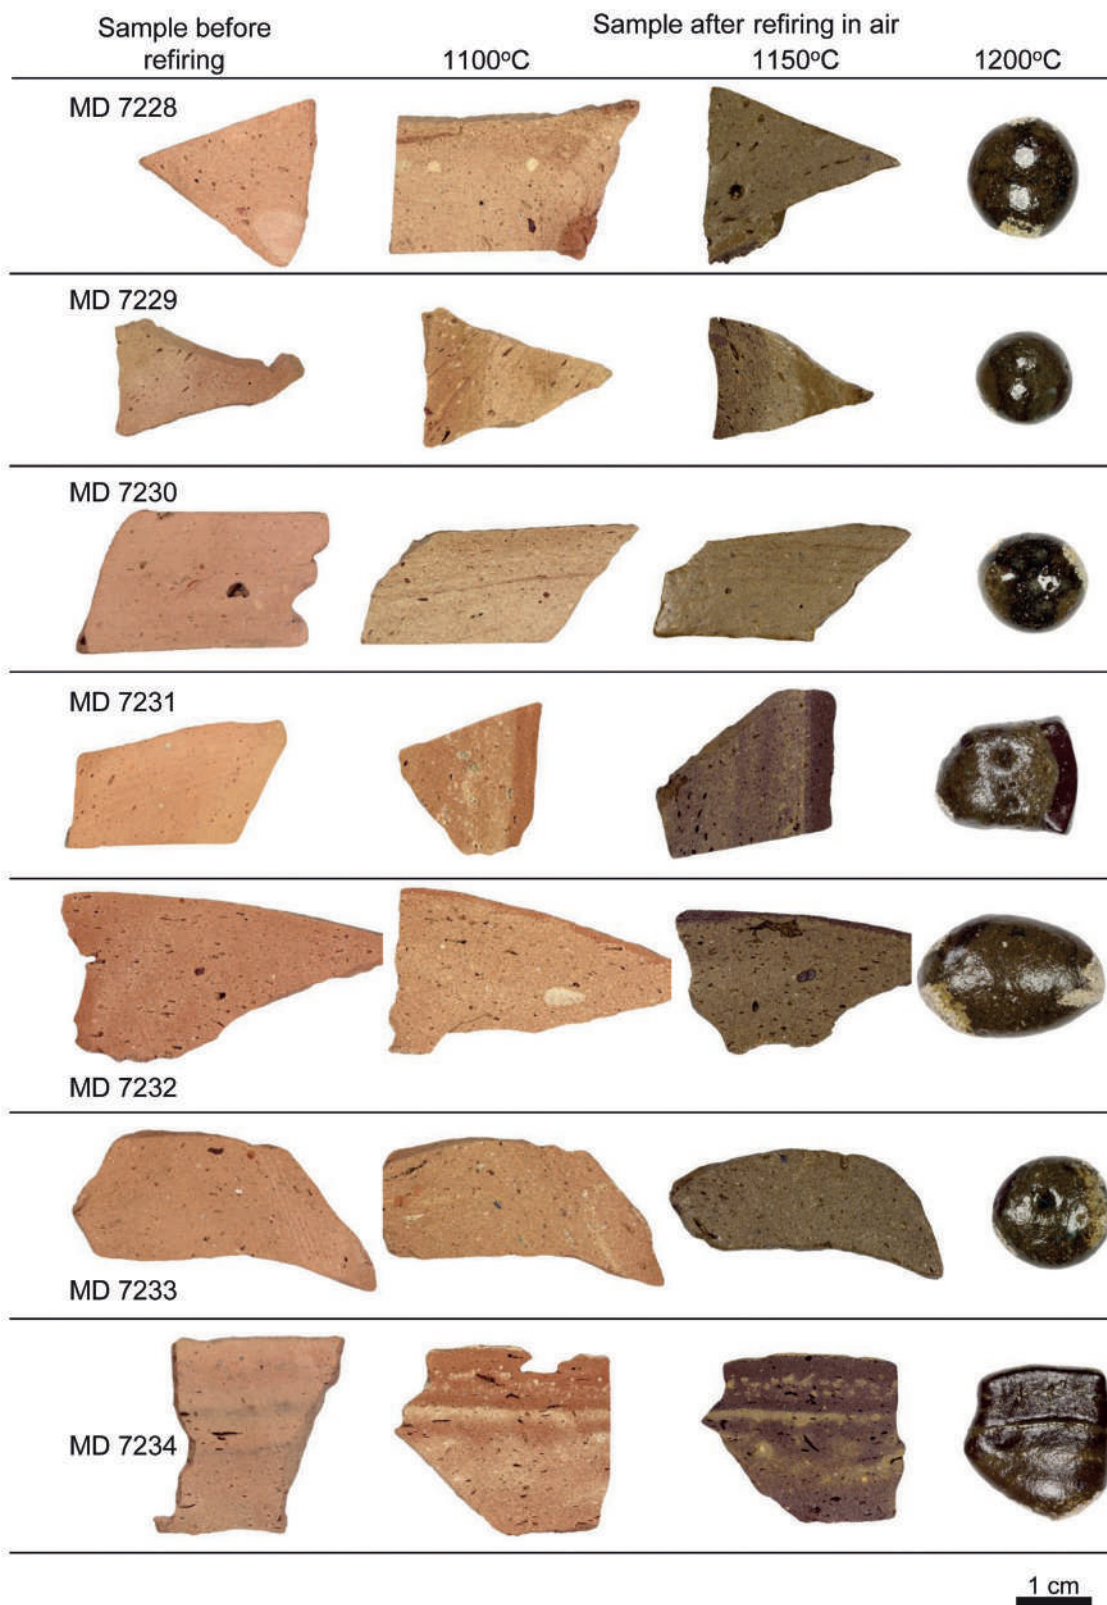 Sample before
refiring
Sample after refiring in air
1100ºC
1150ºC
1200ºC
MD 7228
MD 7229
MD 7230
MD 7231
MD 7232
MD 7233
MD 7234
1 cm